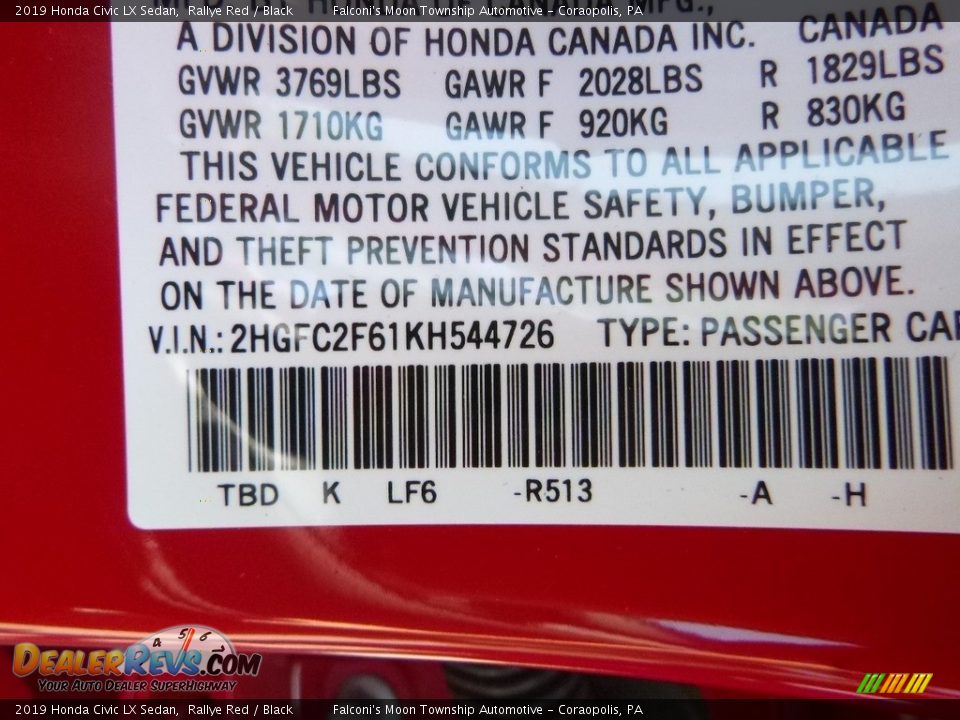 2019 Honda Civic LX Sedan, Rallye Red / Black Falconi's Moon Township Automotive - Coraopolis, PA
MFG.,
A DIVISION OF HONDA CANADA INC. CANADA
GVWR 3769LBS GAWR F 2028LBS R 1829LBS
GVWR 1710KG GAWR F 920KG R 830KG
THIS VEHICLE CONFORMS TO ALL APPLICABLE
FEDERAL MOTOR VEHICLE SAFETY, BUMPER,
AND THEFT PREVENTION STANDARDS IN EFFECT
ON THE DATE OF MANUFACTURE SHOWN ABOVE.
V.I.N.: 2HGFC2F61KH544726 TYPE: PASSENGER CAR
TBD K LF6 -R513 -A -H
4 5 6
DEALERREVS.COM
YOUR AUTO DEALER SUPERHIGHWAY
2019 Honda Civic LX Sedan, Rallye Red / Black Falconi's Moon Township Automotive - Coraopolis, PA